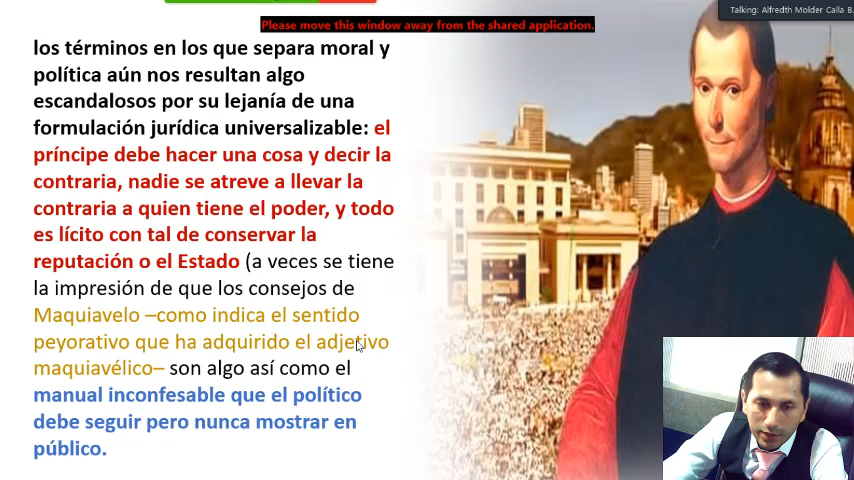 Talking: Alfredth Molder Calla B.
Please move this window away from the shared application.
los términos en los que separa moral y
política aún nos resultan algo
escandalosos por su lejanía de una
formulación jurídica universalizable: el
príncipe debe hacer una cosa y decir la
contraria, nadie se atreve a llevar la
contraria a quien tiene el poder, y todo
es lícito con tal de conservar la
reputación o el Estado (a veces se tiene
la impresión de que los consejos de
Maquiavelo –como indica el sentido
peyorativo que ha adquirido el adjetivo
maquiavélico– son algo así como el
manual inconfesable que el político
debe seguir pero nunca mostrar en
público.